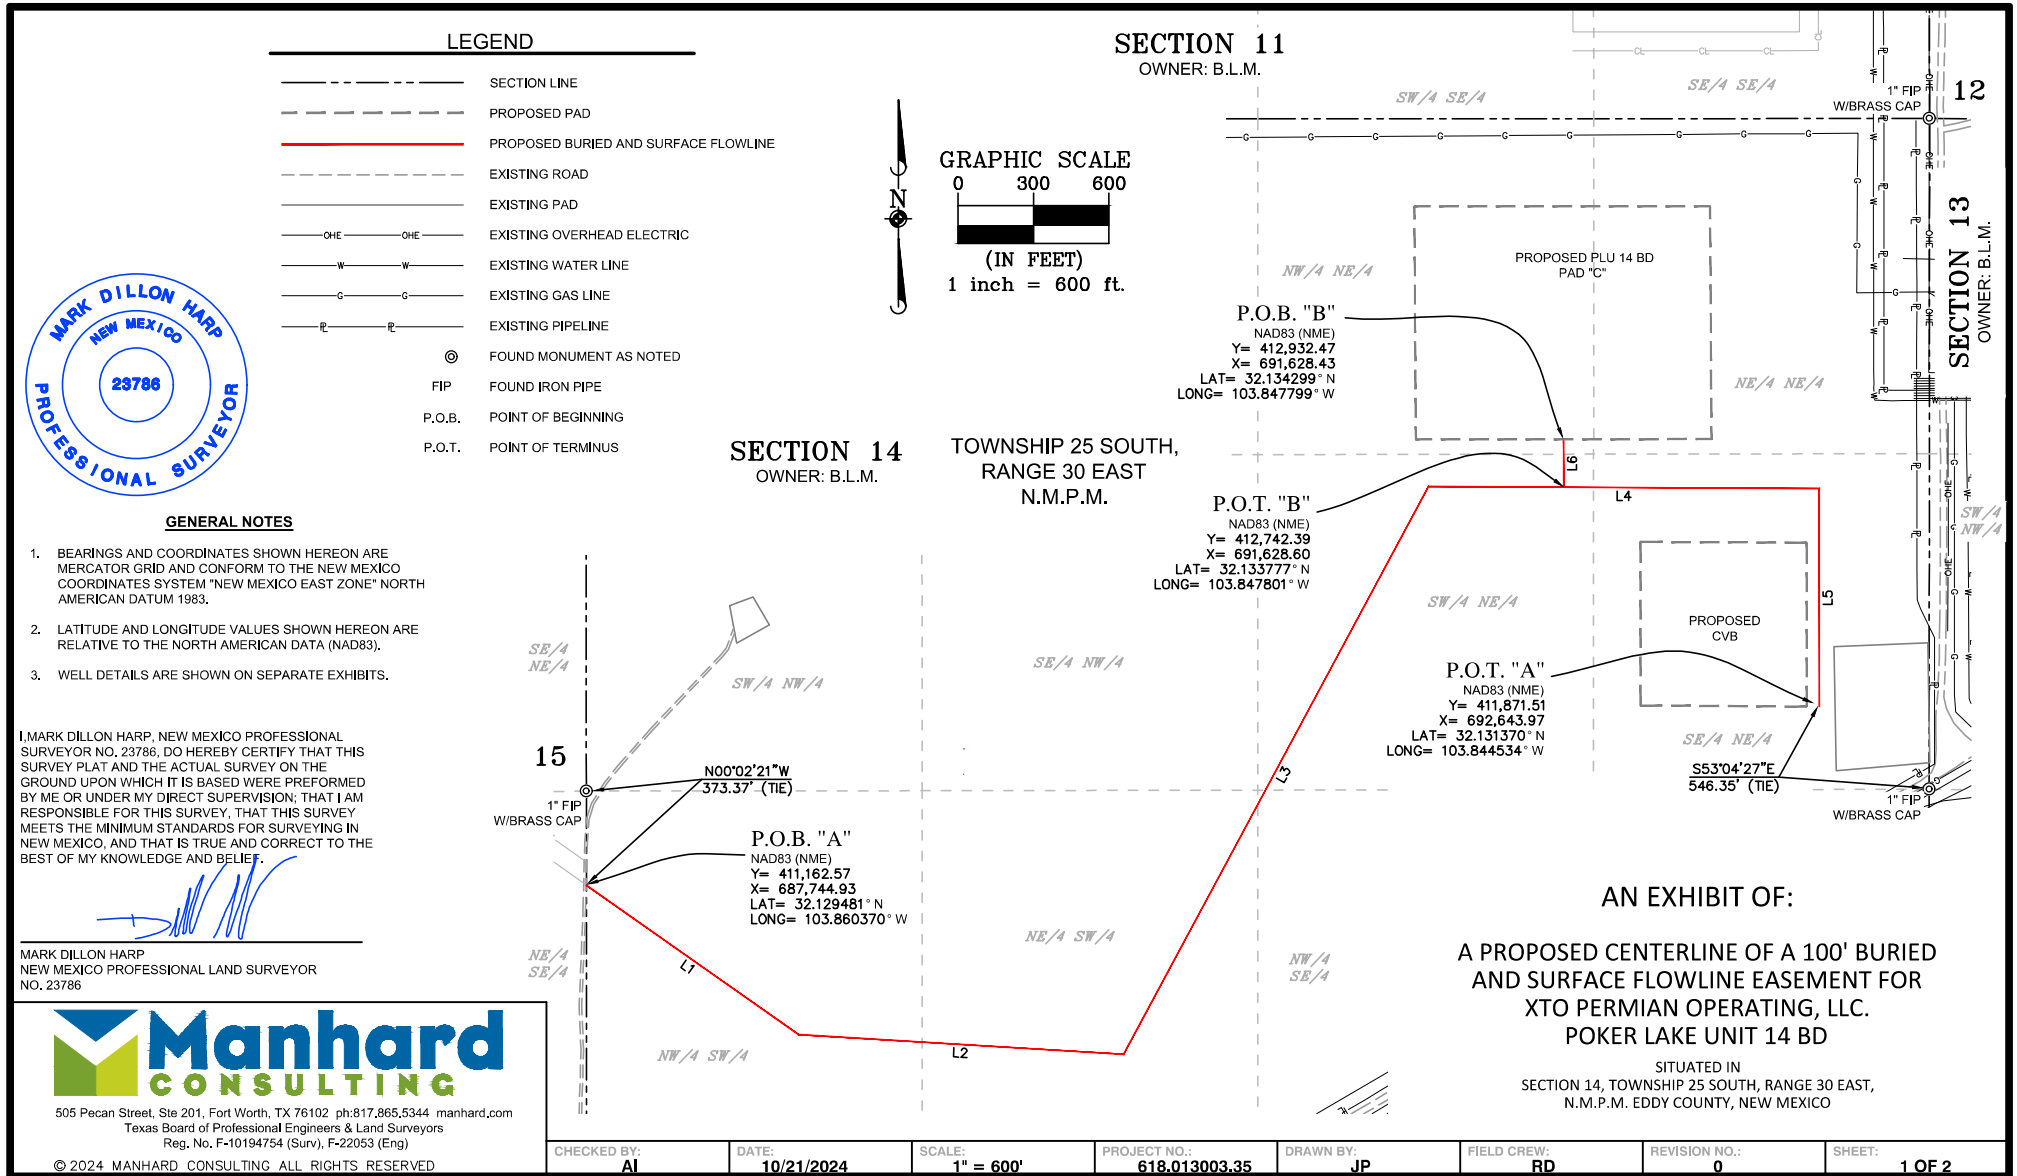 LEGEND
SECTION LINE
PROPOSED PAD
PROPOSED BURIED AND SURFACE FLOWLINE
EXISTING ROAD
EXISTING PAD
OHE OHE EXISTING OVERHEAD ELECTRIC
W W EXISTING WATER LINE
G G EXISTING GAS LINE
PL PL EXISTING PIPELINE
FOUND MONUMENT AS NOTED
FIP FOUND IRON PIPE
P.O.B. POINT OF BEGINNING
P.O.T. POINT OF TERMINUS
MARK DILLON HARP
NEW MEXICO
23786
PROFESSIONAL SURVEYOR
GENERAL NOTES
1. BEARINGS AND COORDINATES SHOWN HEREON ARE
MERCATOR GRID AND CONFORM TO THE NEW MEXICO
COORDINATES SYSTEM "NEW MEXICO EAST ZONE" NORTH
AMERICAN DATUM 1983.
2. LATITUDE AND LONGITUDE VALUES SHOWN HEREON ARE
RELATIVE TO THE NORTH AMERICAN DATA (NAD83).
3. WELL DETAILS ARE SHOWN ON SEPARATE EXHIBITS.
I,MARK DILLON HARP, NEW MEXICO PROFESSIONAL
SURVEYOR NO. 23786, DO HEREBY CERTIFY THAT THIS
SURVEY PLAT AND THE ACTUAL SURVEY ON THE
GROUND UPON WHICH IT IS BASED WERE PREFORMED
BY ME OR UNDER MY DIRECT SUPERVISION; THAT I AM
RESPONSIBLE FOR THIS SURVEY, THAT THIS SURVEY
MEETS THE MINIMUM STANDARDS FOR SURVEYING IN
NEW MEXICO, AND THAT IS TRUE AND CORRECT TO THE
BEST OF MY KNOWLEDGE AND BELIEF.
MARK DILLON HARP
NEW MEXICO PROFESSIONAL LAND SURVEYOR
NO. 23786
Manhard
CONSULTING
505 Pecan Street, Ste 201, Fort Worth, TX 76102 ph:817.865.5344 manhard.com
Texas Board of Professional Engineers & Land Surveyors
Reg. No. F-10194754 (Surv), F-22053 (Eng)
© 2024 MANHARD CONSULTING ALL RIGHTS RESERVED
N
GRAPHIC SCALE
0 300 600
(IN FEET)
1 inch = 600 ft.
SECTION 11
OWNER: B.L.M.
SW/4 SE/4
SE/4 SE/4
CL CL CL CL
1" FIP
W/BRASS CAP
12
G G G G G G G G G
SECTION 13
OWNER: B.L.M.
NW/4 NE/4
PROPOSED PLU 14 BD
PAD "C"
NE/4 NE/4
P.O.B. "B"
NAD83 (NME)
Y= 412,932.47
X= 691,628.43
LAT= 32.134299° N
LONG= 103.847799° W
SECTION 14
OWNER: B.L.M.
TOWNSHIP 25 SOUTH,
RANGE 30 EAST
N.M.P.M.
L6
L4
P.O.T. "B"
NAD83 (NME)
Y= 412,742.39
X= 691,628.60
LAT= 32.133777° N
LONG= 103.847801° W
SW/4
NW/4
SW/4 NE/4
PROPOSED
CVB
L5
SE/4
NE/4
SW/4 NW/4
SE/4 NW/4
P.O.T. "A"
NAD83 (NME)
Y= 411,871.51
X= 692,643.97
LAT= 32.131370° N
LONG= 103.844534° W
SE/4 NE/4
S53°04'27"E
546.35' (TIE)
1" FIP
W/BRASS CAP
15
N00°02'21"W
373.37' (TIE)
1" FIP
W/BRASS CAP
L3
P.O.B. "A"
NAD83 (NME)
Y= 411,162.57
X= 687,744.93
LAT= 32.129481° N
LONG= 103.860370° W
NE/4
SE/4
L1
NE/4 SW/4
NW/4
SE/4
NW/4 SW/4
L2
AN EXHIBIT OF:
A PROPOSED CENTERLINE OF A 100' BURIED
AND SURFACE FLOWLINE EASEMENT FOR
XTO PERMIAN OPERATING, LLC.
POKER LAKE UNIT 14 BD
SITUATED IN
SECTION 14, TOWNSHIP 25 SOUTH, RANGE 30 EAST,
N.M.P.M. EDDY COUNTY, NEW MEXICO
CHECKED BY: AI
DATE: 10/21/2024
SCALE: 1" = 600'
PROJECT NO.: 618.013003.35
DRAWN BY: JP
FIELD CREW: RD
REVISION NO.: 0
SHEET: 1 OF 2